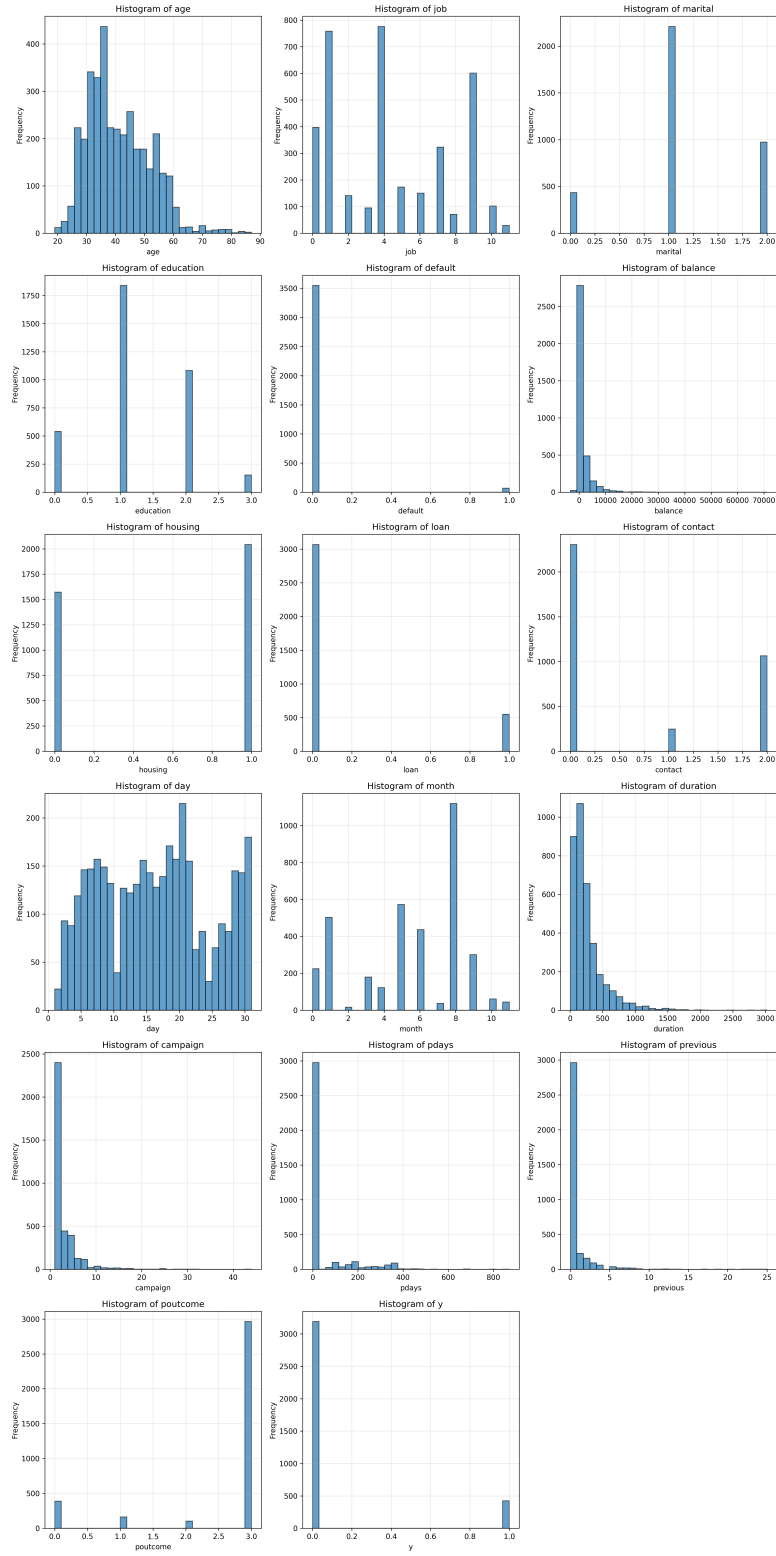 Histogram of age
Frequency
400
300
200
100
0
20 30 40 50 60 70 80 90
age
Histogram of job
Frequency
800
700
600
500
400
300
200
100
0
0 2 4 6 8 10
job
Histogram of marital
Frequency
2000
1500
1000
500
0
0.00 0.25 0.50 0.75 1.00 1.25 1.50 1.75 2.00
marital
Histogram of education
Frequency
1750
1500
1250
1000
750
500
250
0
0.0 0.5 1.0 1.5 2.0 2.5 3.0
education
Histogram of default
Frequency
3500
3000
2500
2000
1500
1000
500
0
0.0 0.2 0.4 0.6 0.8 1.0
default
Histogram of balance
Frequency
2500
2000
1500
1000
500
0
0 10000 20000 30000 40000 50000 60000 70000
balance
Histogram of housing
Frequency
2000
1750
1500
1250
1000
750
500
250
0
0.0 0.2 0.4 0.6 0.8 1.0
housing
Histogram of loan
Frequency
3000
2500
2000
1500
1000
500
0
0.0 0.2 0.4 0.6 0.8 1.0
loan
Histogram of contact
Frequency
2000
1500
1000
500
0
0.00 0.25 0.50 0.75 1.00 1.25 1.50 1.75 2.00
contact
Histogram of day
Frequency
200
150
100
50
0
0 5 10 15 20 25 30
day
Histogram of month
Frequency
1000
800
600
400
200
0
0 2 4 6 8 10
month
Histogram of duration
Frequency
1000
800
600
400
200
0
0 500 1000 1500 2000 2500 3000
duration
Histogram of campaign
Frequency
2500
2000
1500
1000
500
0
0 10 20 30 40
campaign
Histogram of pdays
Frequency
3000
2500
2000
1500
1000
500
0
0 200 400 600 800
pdays
Histogram of previous
Frequency
3000
2500
2000
1500
1000
500
0
0 5 10 15 20 25
previous
Histogram of poutcome
Frequency
3000
2500
2000
1500
1000
500
0
0.0 0.5 1.0 1.5 2.0 2.5 3.0
poutcome
Histogram of y
Frequency
3000
2500
2000
1500
1000
500
0
0.0 0.2 0.4 0.6 0.8 1.0
y